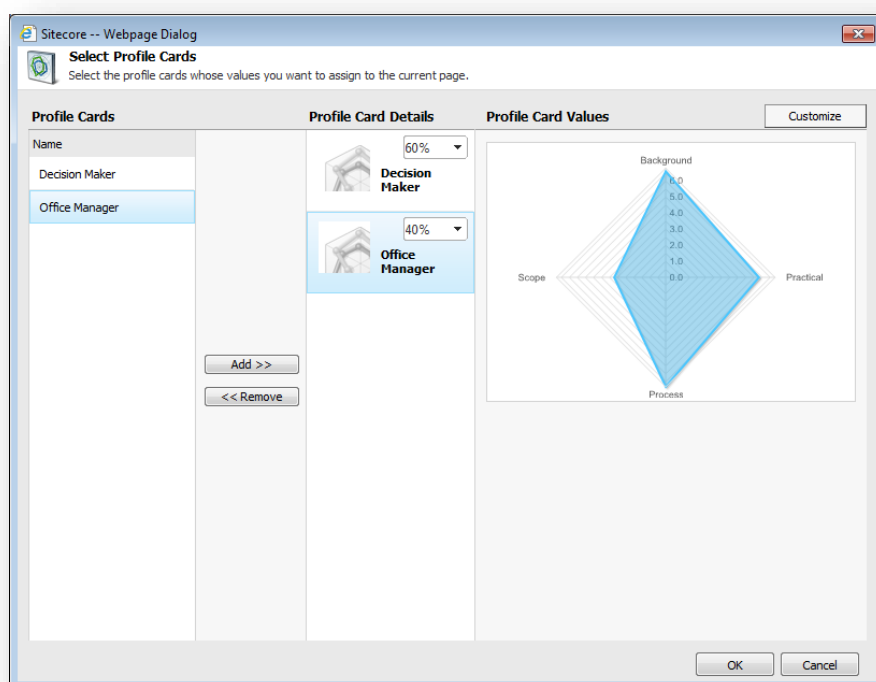 Sitecore -- Webpage Dialog
Select Profile Cards
Select the profile cards whose values you want to assign to the current page.
Profile Cards
Name
Decision Maker
Office Manager
Add >>
<< Remove
Profile Card Details
60%
Decision
Maker
40%
Office
Manager
Profile Card Values
Customize
Background
6.0
5.0
4.0
3.0
2.0
1.0
0.0
Scope
Practical
Process
OK
Cancel